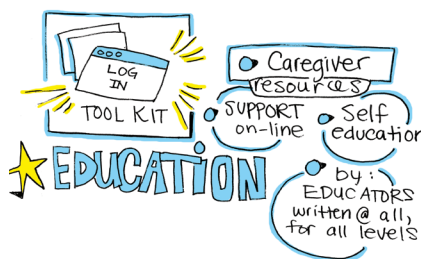 LOG
IN
TOOL KIT
EDUCATION
Caregiver
resources
SUPPORT
on-line
Self
education
by:
EDUCATORS
written @ all,
for all levels